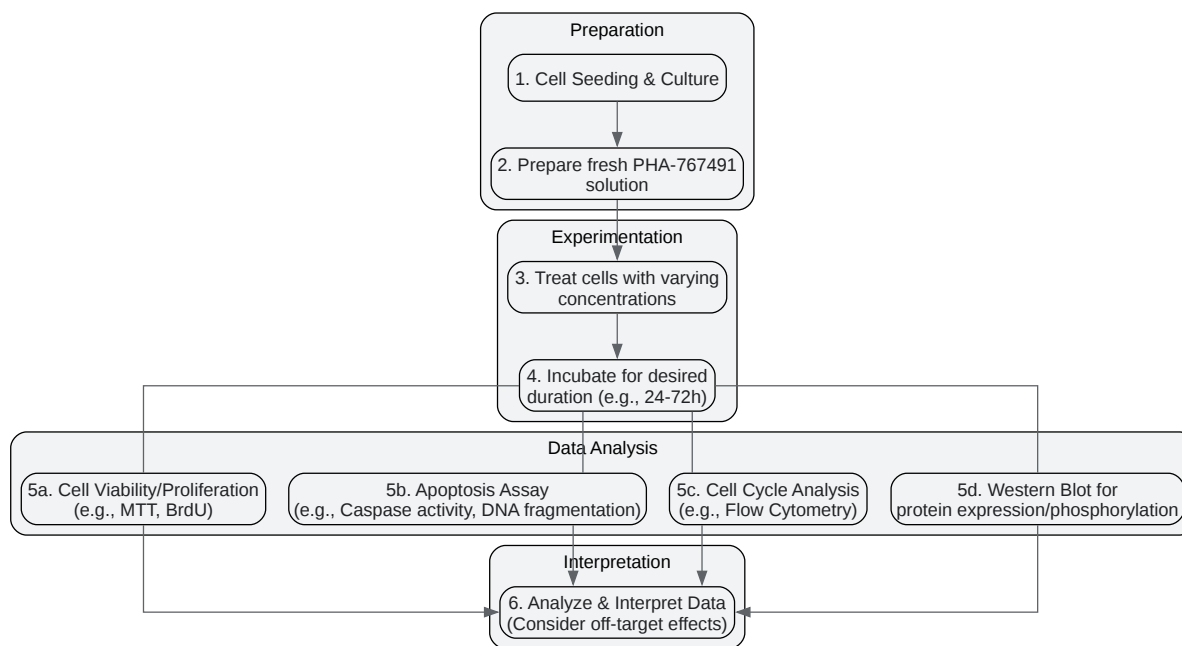 Preparation
1. Cell Seeding & Culture
2. Prepare fresh PHA-767491
solution
Experimentation
3. Treat cells with varying
concentrations
4. Incubate for desired
duration (e.g., 24-72h)
Data Analysis
5a. Cell Viability/Proliferation
(e.g., MTT, BrdU)
5b. Apoptosis Assay
(e.g., Caspase activity, DNA fragmentation)
5c. Cell Cycle Analysis
(e.g., Flow Cytometry)
5d. Western Blot for
protein expression/phosphorylation
Interpretation
6. Analyze & Interpret Data
(Consider off-target effects)